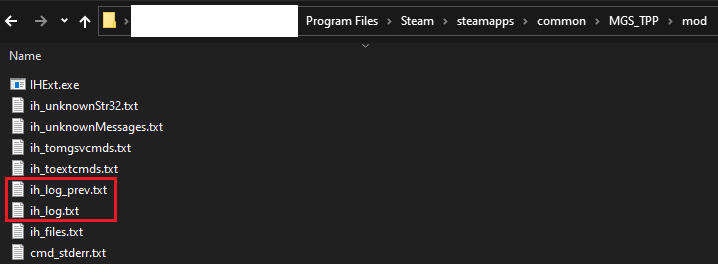 Program Files > Steam > steamapps > common > MGS_TPP > mod
Name
IHExt.exe
ih_unknownStr32.txt
ih_unknownMessages.txt
ih_tomgsvcmds.txt
ih_toextcmds.txt
ih_log_prev.txt
ih_log.txt
ih_files.txt
cmd_stderr.txt